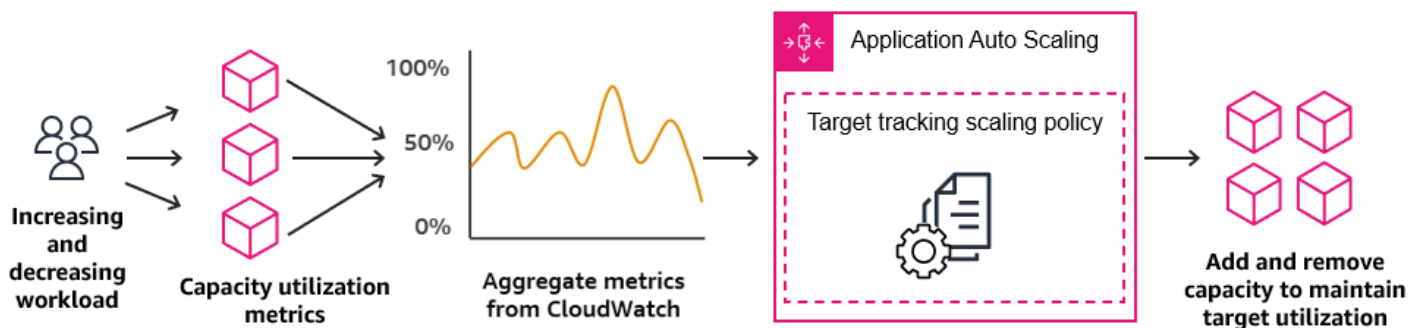 Increasing
and
decreasing
workload
Capacity utilization
metrics
100%
50%
0%
Aggregate metrics
from CloudWatch
Application Auto Scaling
Target tracking scaling policy
Add and remove
capacity to maintain
target utilization